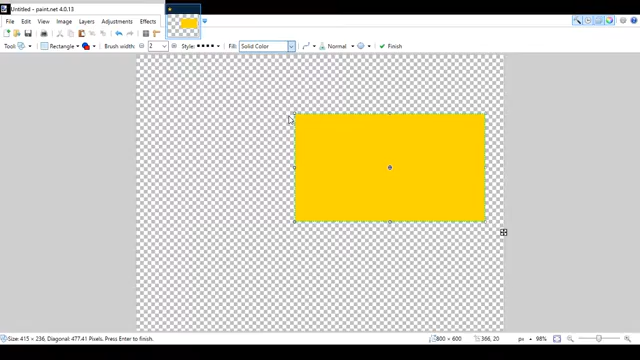 Untitled - paint.net 4.0.13
File Edit View Image Layers Adjustments Effects
Tool: Rectangle Brush width: 2 Style: Fill: Solid Color Normal Finish
Size: 415 × 236, Diagonal: 477.41 Pixels. Press Enter to finish. 800 × 600 366, 20 px 98%